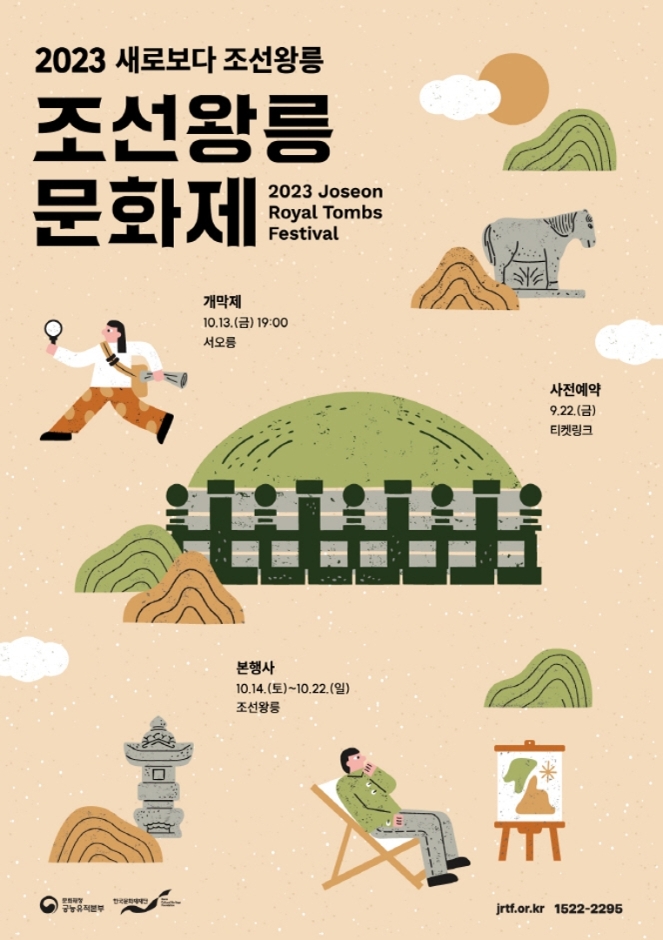 2023 새로보다 조선왕릉
조선왕릉
문화제
2023 Joseon
Royal Tombs
Festival
개막제
10.13.(금) 19:00
서오릉
사전예약
9.22.(금)
티켓링크
본행사
10.14.(토)~10.22.(일)
조선왕릉
문화재청
궁능유적본부
한국문화재재단
jrtf.or.kr 1522-2295